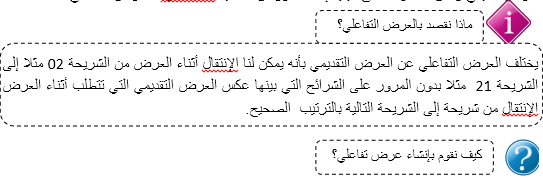 ماذا نقصد بالعرض التفاعلي؟
يختلف العرض التفاعلي عن العرض التقديمي بأنه يمكن لنا الإنتقال أثناء العرض من الشريحة 02 مثلا إلى
الشريحة 21 مثلا بدون المرور على الشرائح التي بينها عكس العرض التقديمي التي تتطلب أثناء العرض
الإنتقال من شريحة إلى الشريحة التالية بالترتيب الصحيح.
كيف نقوم بإنشاء عرض تفاعلي؟